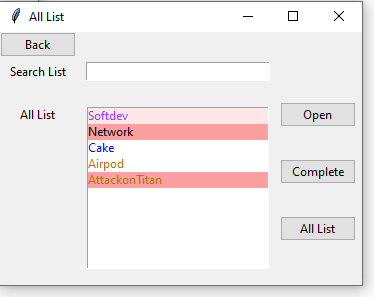 All List
Back
Search List
All List
Softdev
Network
Cake
Airpod
AttackonTitan
Open
Complete
All List